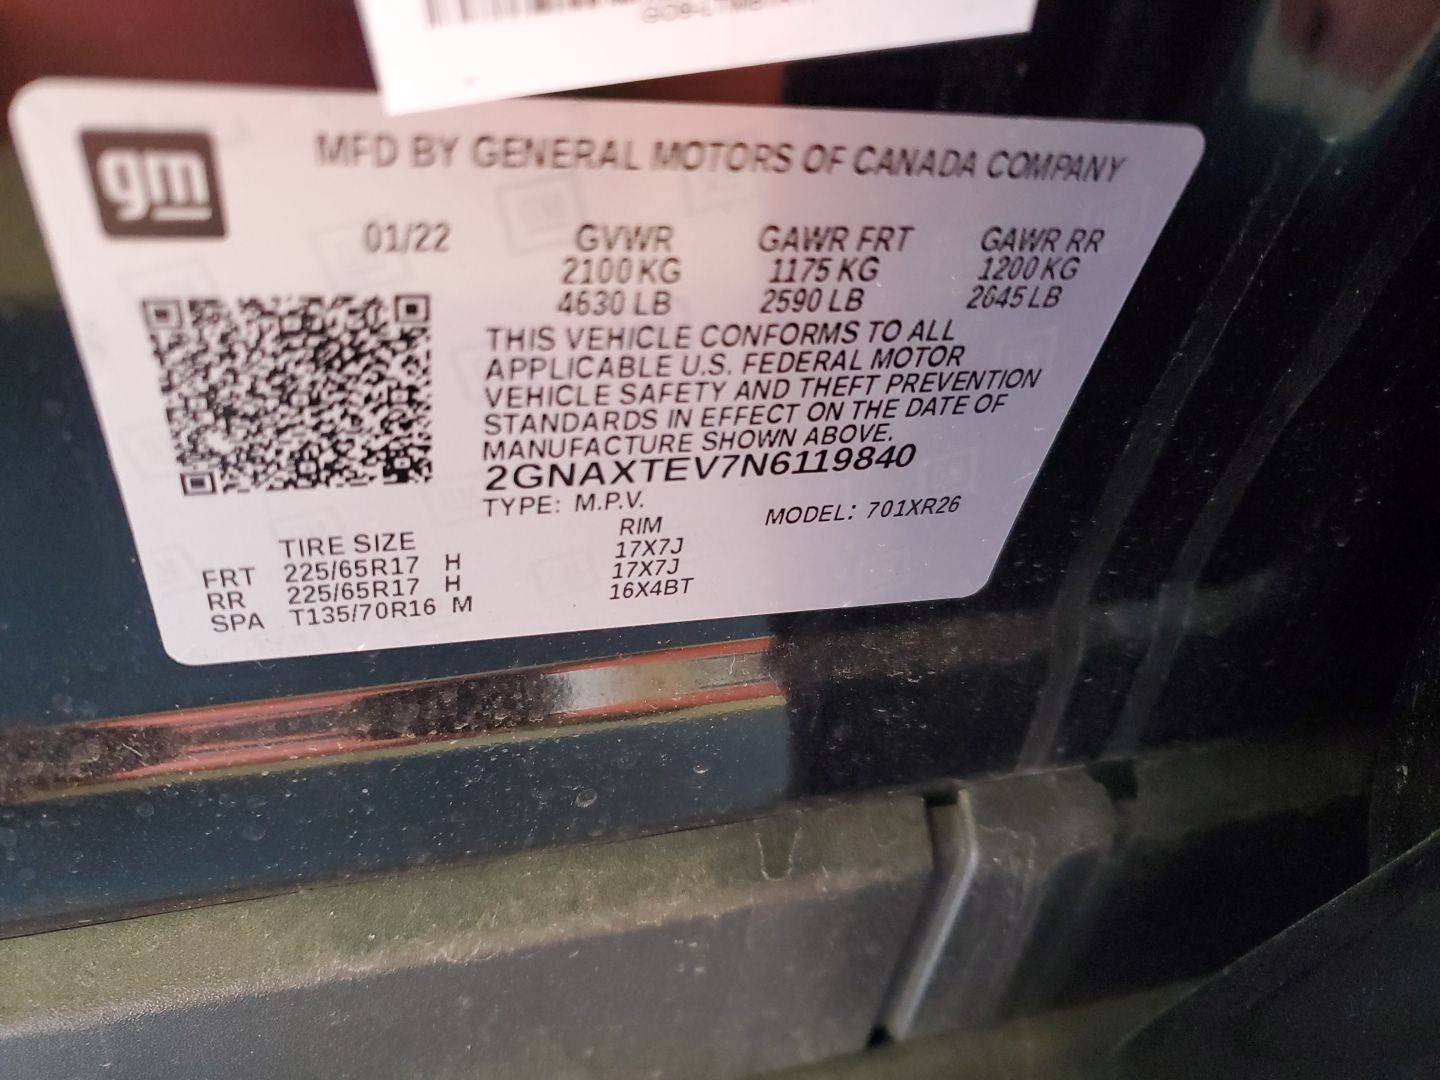 gm
MFD BY GENERAL MOTORS OF CANADA COMPANY
01/22 GVWR GAWR FRT GAWR RR
2100 KG 1175 KG 1200 KG
4630 LB 2590 LB 2645 LB
THIS VEHICLE CONFORMS TO ALL
APPLICABLE U.S. FEDERAL MOTOR
VEHICLE SAFETY AND THEFT PREVENTION
STANDARDS IN EFFECT ON THE DATE OF
MANUFACTURE SHOWN ABOVE.
2GNAXTEV7N6119840
TYPE: M.P.V. MODEL: 701XR26
TIRE SIZE RIM
FRT 225/65R17 H 17X7J
RR 225/65R17 H 17X7J
SPA T135/70R16 M 16X4BT